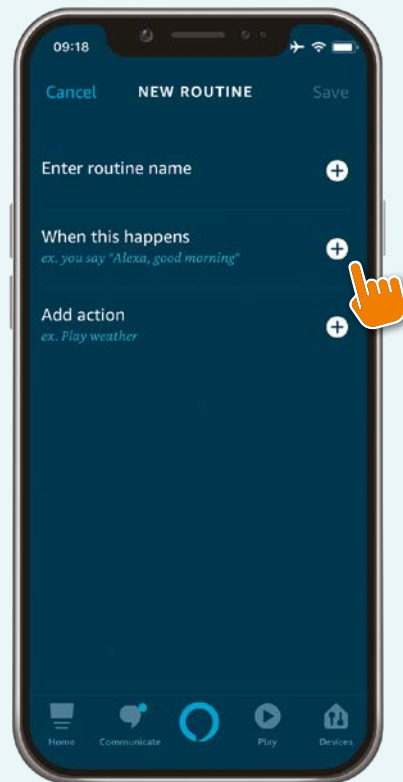 09:18
Cancel NEW ROUTINE Save
Enter routine name
When this happens
ex. you say "Alexa, good morning"
Add action
ex. Play weather
Home Communicate Play Devices